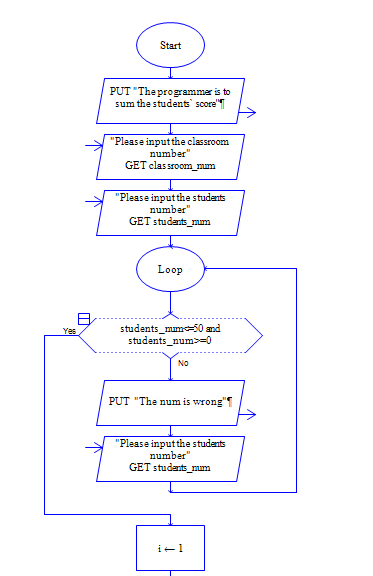 Start
PUT "The programmer is to
sum the students` score"¶
"Please input the classroom
number"
GET classroom_num
"Please input the students
number"
GET students_num
Loop
Yes
students_num<=50 and
students_num>=0
No
PUT "The num is wrong"¶
"Please input the students
number"
GET students_num
i ← 1